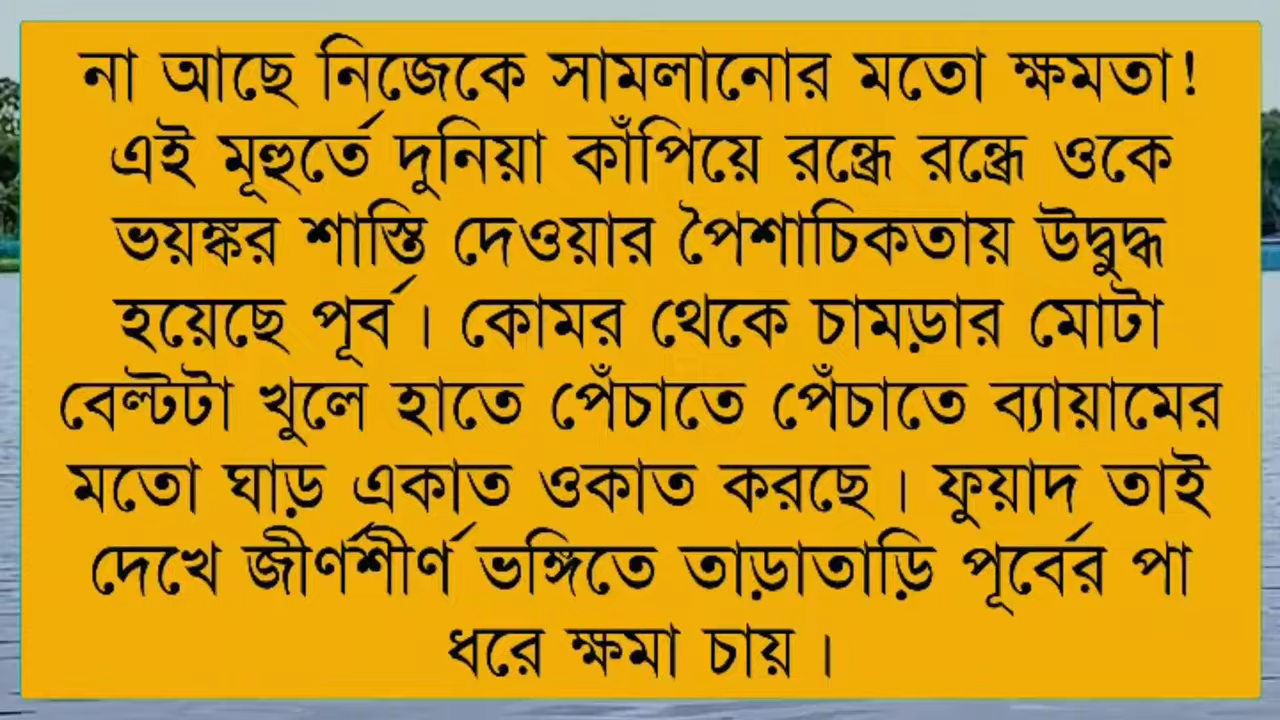 না আছে নিজেকে সামলানোর মতো ক্ষমতা!
এই মূহুর্তে দুনিয়া কাঁপিয়ে রন্ধ্রে রন্ধ্রে ওকে
ভয়ঙ্কর শাস্তি দেওয়ার পৈশাচিকতায় উদ্বুদ্ধ
হয়েছে পূর্ব। কোমর থেকে চামড়ার মোটা
বেল্টটা খুলে হাতে পেঁচাতে পেঁচাতে ব্যায়ামের
মতো ঘাড় একাত ওকাত করছে। ফুয়াদ তাই
দেখে জীর্ণশীর্ণ ভঙ্গিতে তাড়াতাড়ি পূর্বের পা
ধরে ক্ষমা চায়।